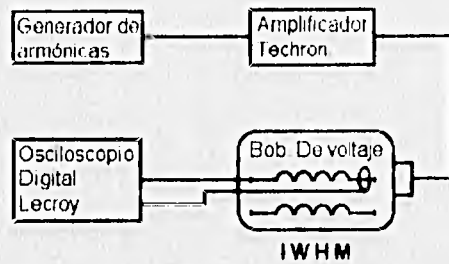 Generador de
armónicas
Amplificador
Techron
Osciloscopio
Digital
Lecroy
Bob. De voltaje
IWHM